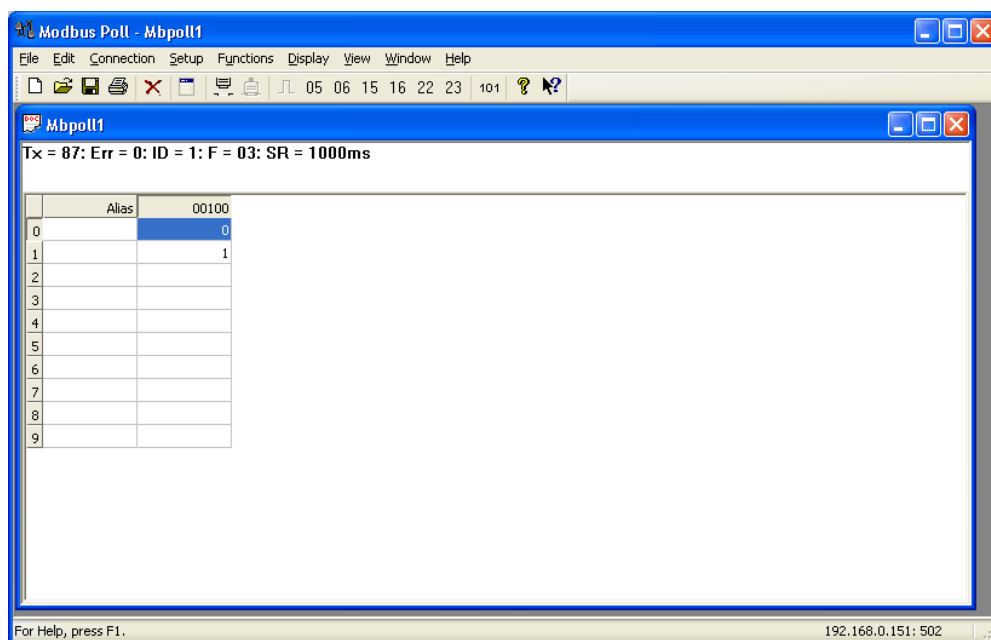 Modbus Poll - Mbpoll1
File Edit Connection Setup Functions Display View Window Help
05 06 15 16 22 23 101
Mbpoll1
Tx = 87: Err = 0: ID = 1: F = 03: SR = 1000ms
Alias 00100
0 0
1 1
2
3
4
5
6
7
8
9
For Help, press F1. 192.168.0.151: 502